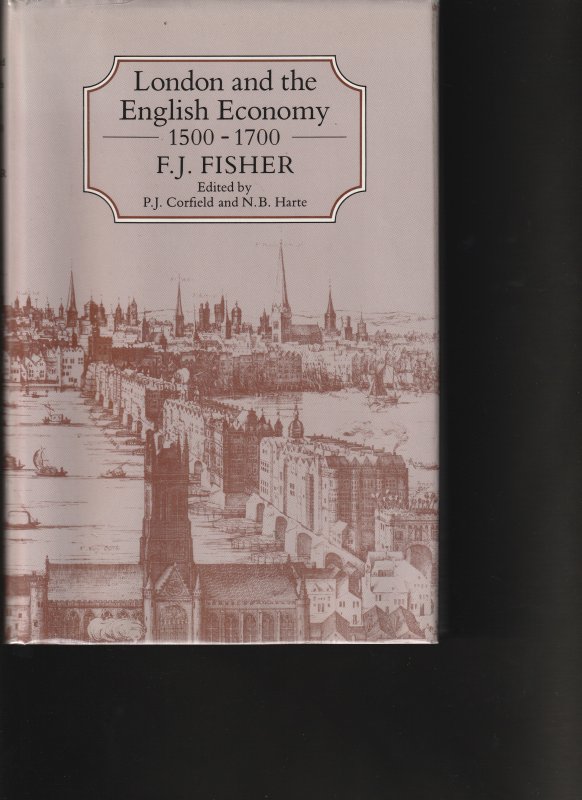 London and the
English Economy
1500 - 1700
F.J. FISHER
Edited by
P.J. Corfield and N.B. Harte